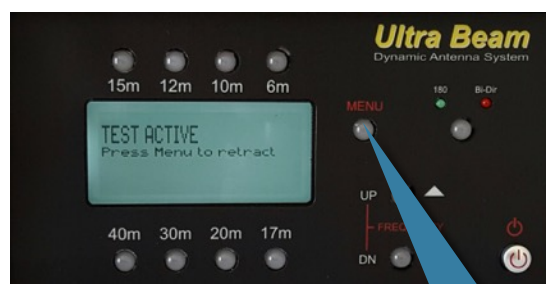 Ultra Beam
Dynamic Antenna System
15m 12m 10m 6m
MENU
180 Bi-Dir
TEST ACTIVE
Press Menu to retract
UP
DN
40m 30m 20m 17m